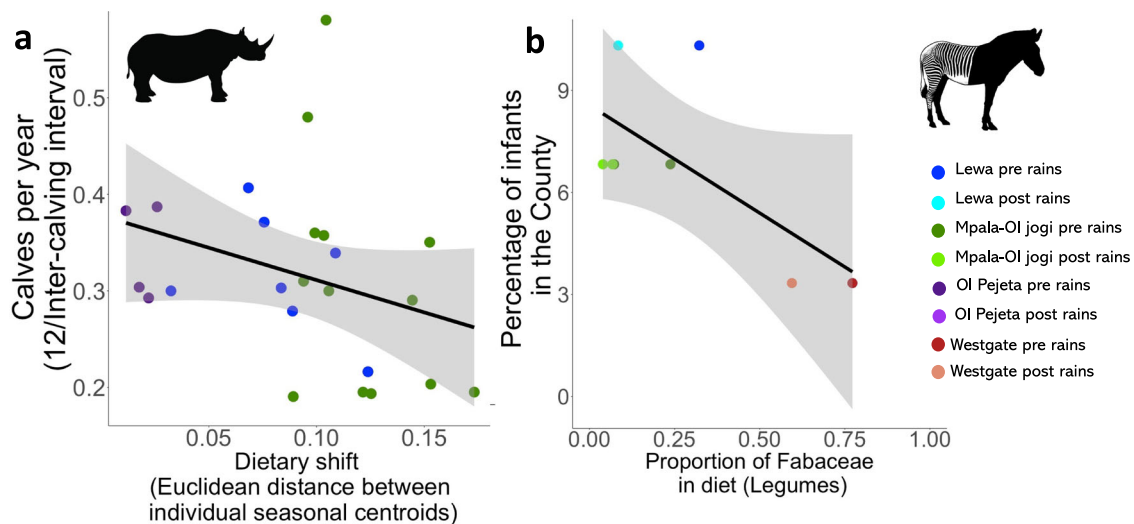 a
Calves per year
(12/Inter-calving interval)
0.5
0.4
0.3
0.2
0.05
0.10
0.15
Dietary shift
(Euclidean distance between
individual seasonal centroids)
b
Percentage of infants
in the County
9
6
3
0
0.00
0.25
0.50
0.75
1.00
Proportion of Fabaceae
in diet (Legumes)
Lewa pre rains
Lewa post rains
Mpala-Ol jogi pre rains
Mpala-Ol jogi post rains
Ol Pejeta pre rains
Ol Pejeta post rains
Westgate pre rains
Westgate post rains